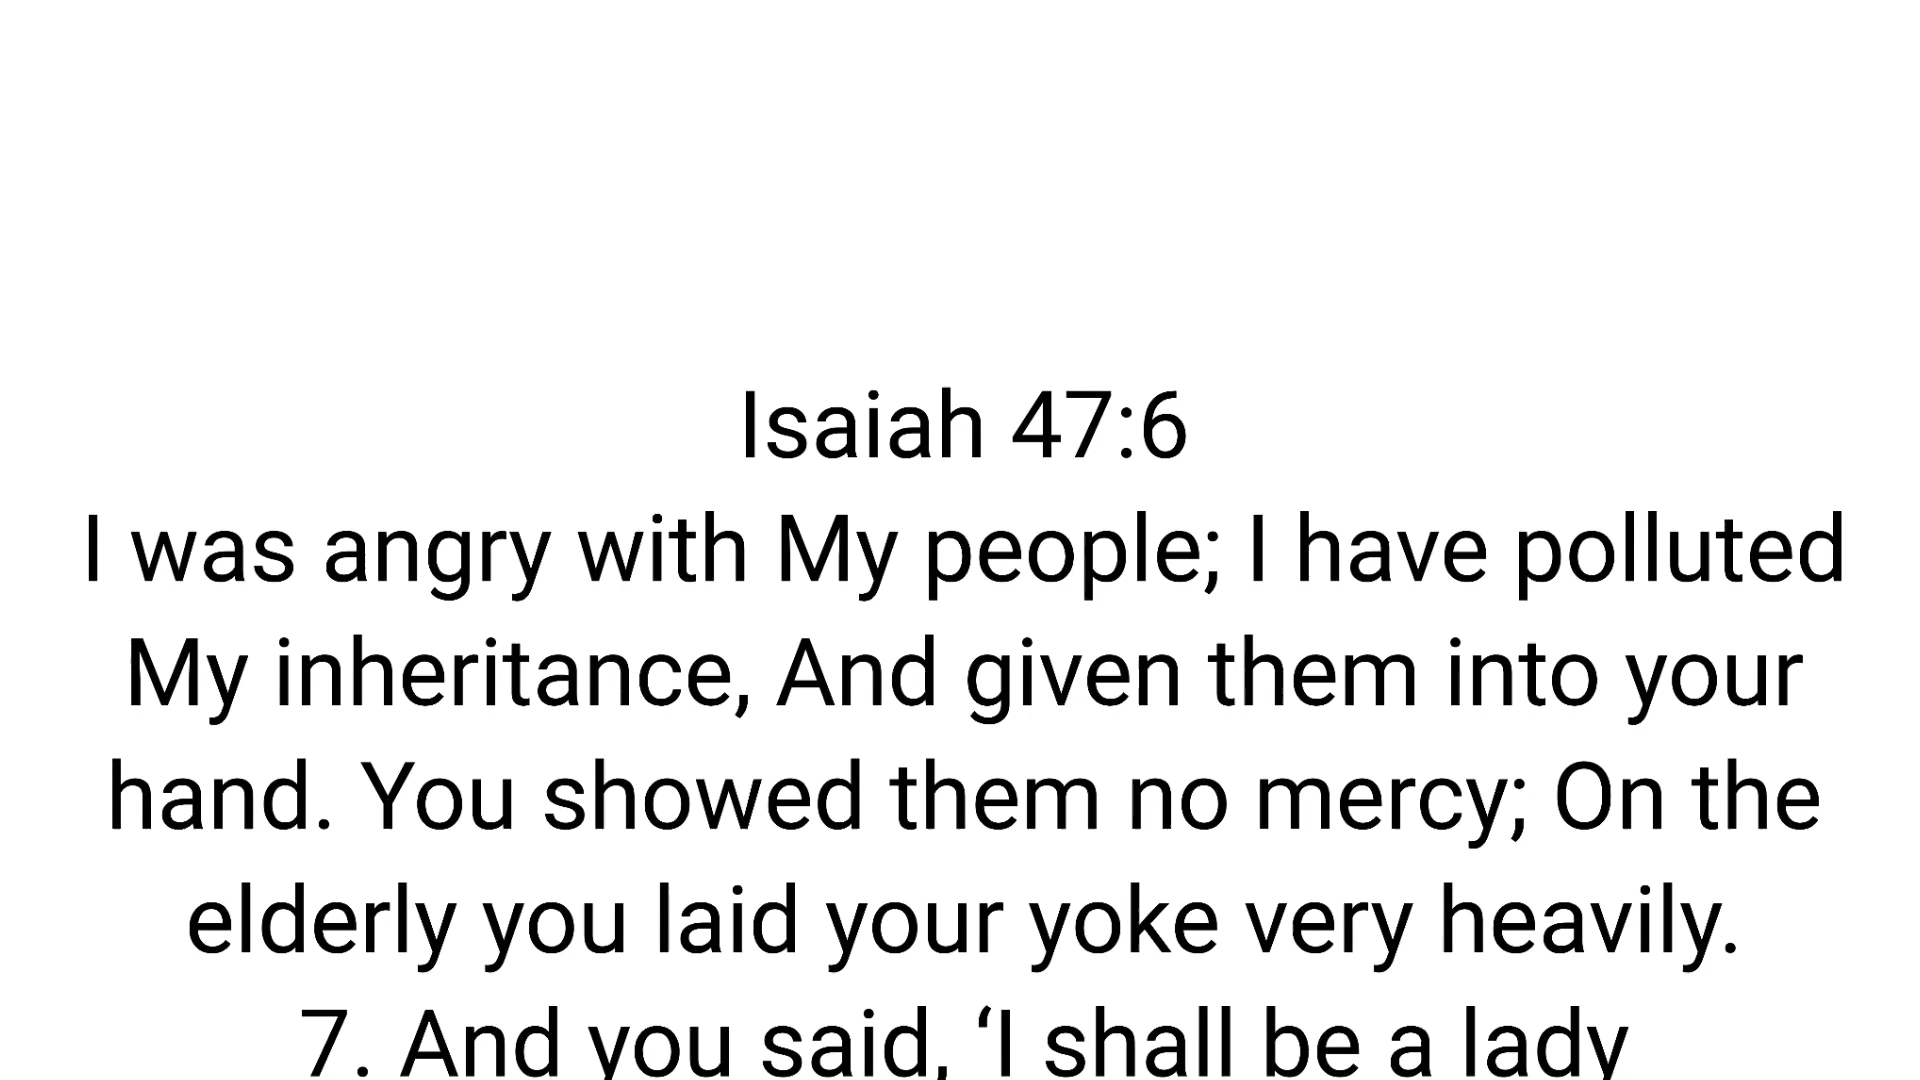 Isaiah 47:6
I was angry with My people; I have polluted
My inheritance, And given them into your
hand. You showed them no mercy; On the
elderly you laid your yoke very heavily.
7. And you said, ‘I shall be a lady